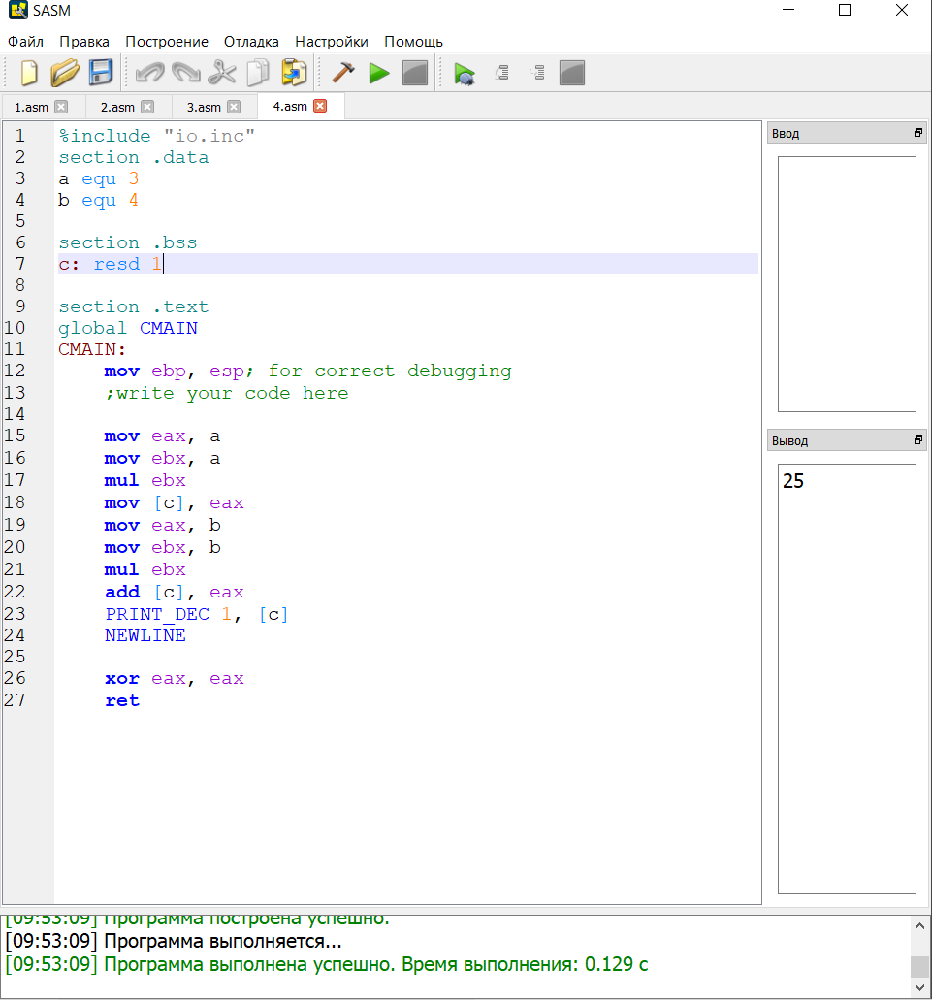 SASM
Файл Правка Построение Отладка Настройки Помощь
1.asm 2.asm 3.asm 4.asm
1 %include "io.inc"
2 section .data
3 a equ 3
4 b equ 4
5
6 section .bss
7 c: resd 1
8
9 section .text
10 global CMAIN
11 CMAIN:
12 mov ebp, esp; for correct debugging
13 ;write your code here
14
15 mov eax, a
16 mov ebx, a
17 mul ebx
18 mov [c], eax
19 mov eax, b
20 mov ebx, b
21 mul ebx
22 add [c], eax
23 PRINT_DEC 1, [c]
24 NEWLINE
25
26 xor eax, eax
27 ret
Ввод
Вывод
25
[09:53:09] Программа построена успешно.
[09:53:09] Программа выполняется...
[09:53:09] Программа выполнена успешно. Время выполнения: 0.129 с